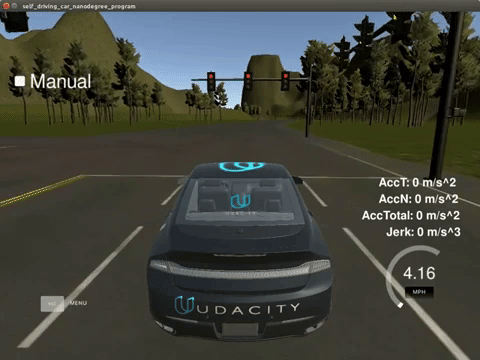 self_driving_car_nanodegree_program
Manual
AccT: 0 m/s^2
AccN: 0 m/s^2
AccTotal: 0 m/s^2
Jerk: 0 m/s^3
4.16
MPH
MENU
UDACITY